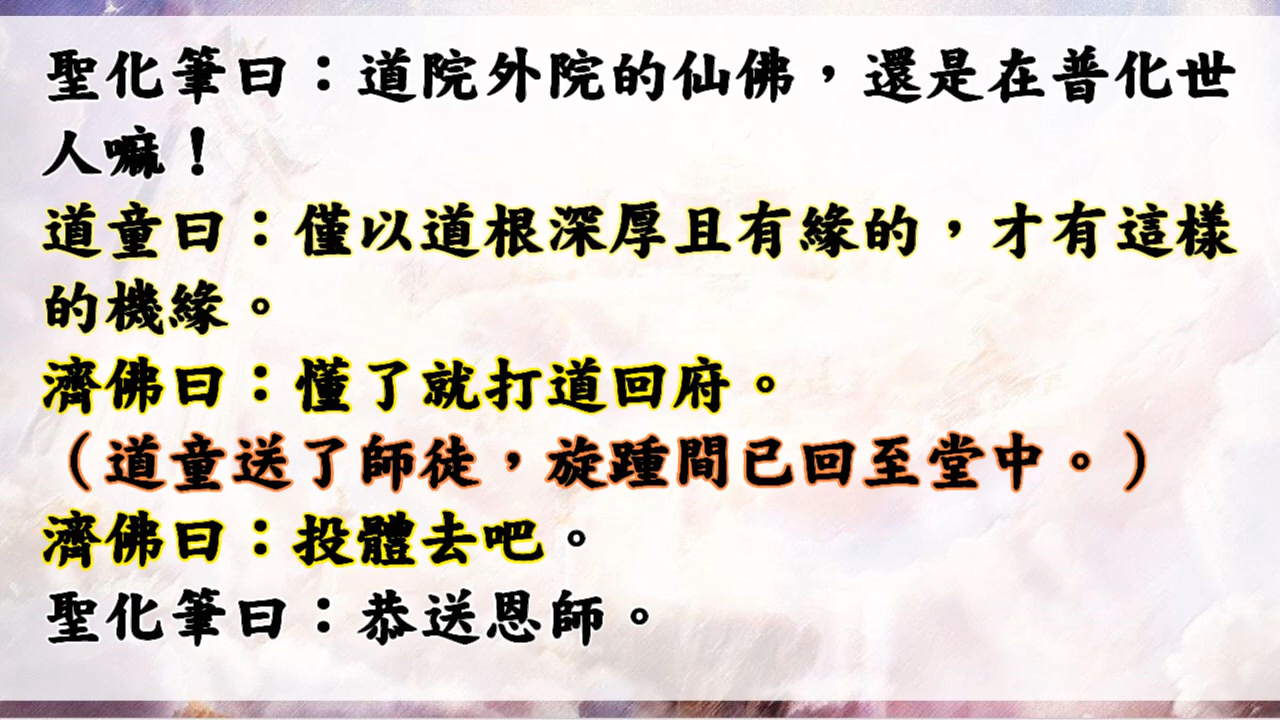 聖化筆曰：道院外院的仙佛，還是在普化世
人嘛！
道童曰：僅以道根深厚且有緣的，才有這樣
的機緣。
濟佛曰：懂了就打道回府。
（道童送了師徒，旋踵間已回至堂中。）
濟佛曰：投體去吧。
聖化筆曰：恭送恩師。